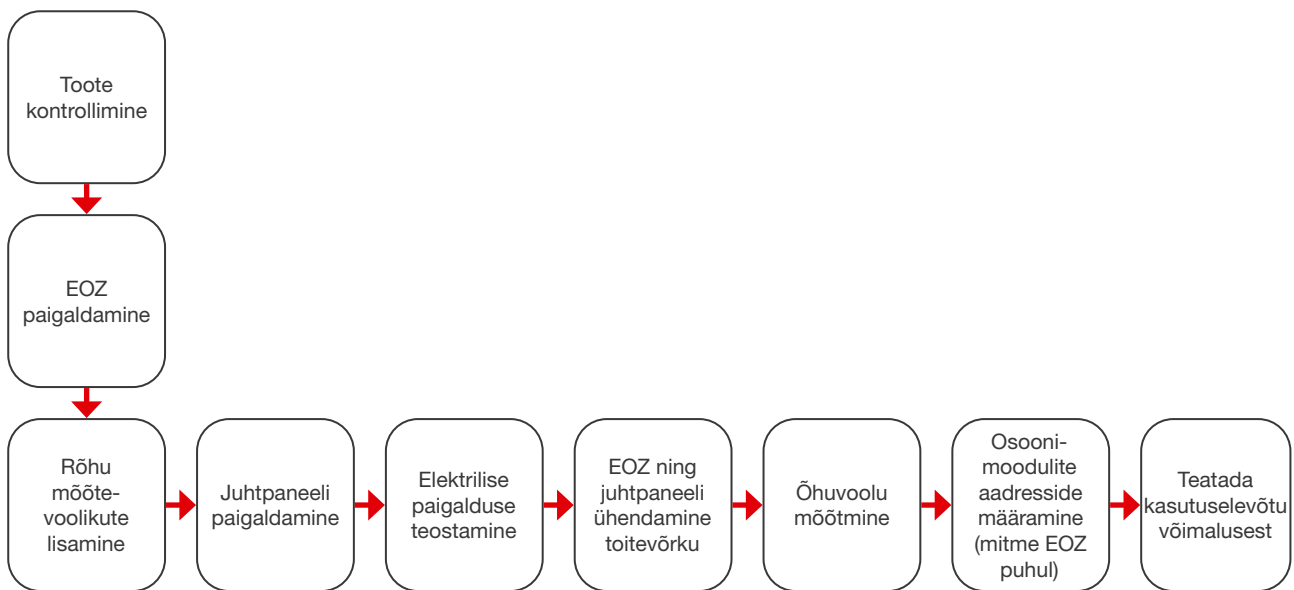 Toote
kontrollimine
EOZ
paigaldamine
Rõhu
mõõte-
voolikute
lisamine
Juhtpaneeli
paigaldamine
Elektrilise
paigalduse
teostamine
EOZ ning
juhtpaneeli
ühendamine
toitevõrku
Õhuvoolu
mõõtmine
Osooni-
moodulite
aadresside
määramine
(mitme EOZ
puhul)
Teatada
kasutuselevõtu
võimalusest